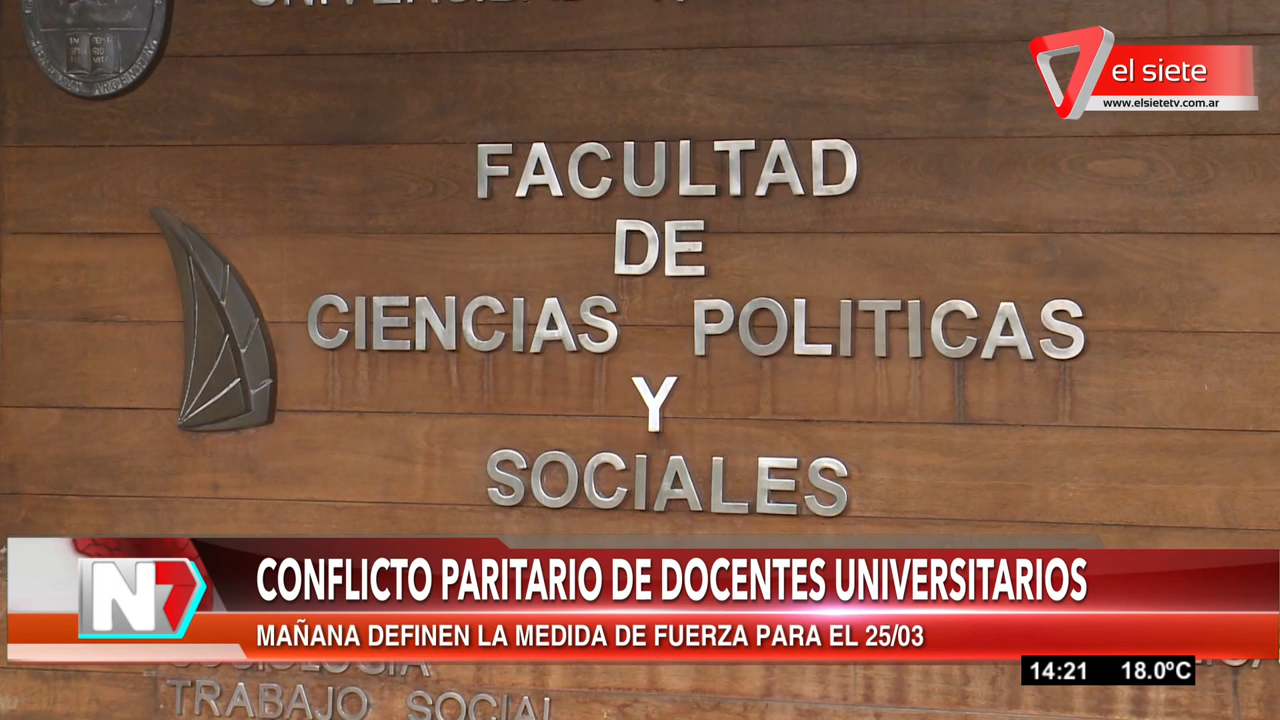 el siete
www.elsietetv.com.ar
FACULTAD
DE
CIENCIAS POLITICAS
Y
SOCIALES
N7
CONFLICTO PARITARIO DE DOCENTES UNIVERSITARIOS
MAÑANA DEFINEN LA MEDIDA DE FUERZA PARA EL 25/03
14:21 18.0ºC
TRABAJO SOCIAL